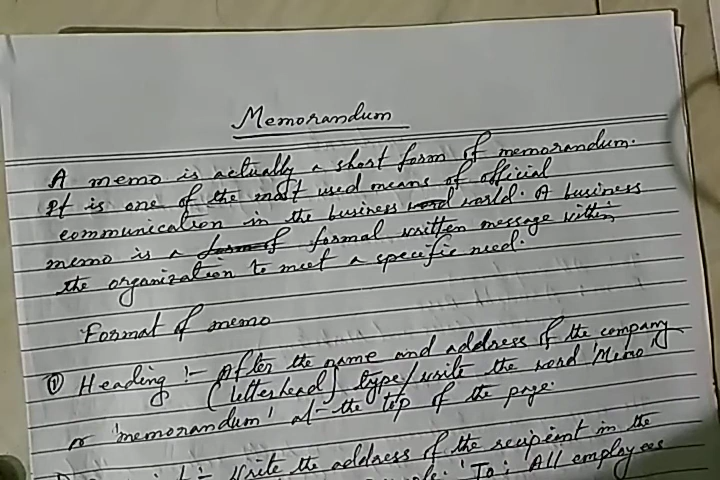 Memorandum
A memo is actually a short form of memorandum.
It is one of the most used means of official
communication in the business world. A business
memo is a formal written message within
the organization to meet a specific need.
Format of memo
① Heading :- After the name and address of the company
(letterhead) type/write the word 'Memo'
or 'memorandum' at the top of the page.
:- Write the address of the recipient in the
'To: All employees